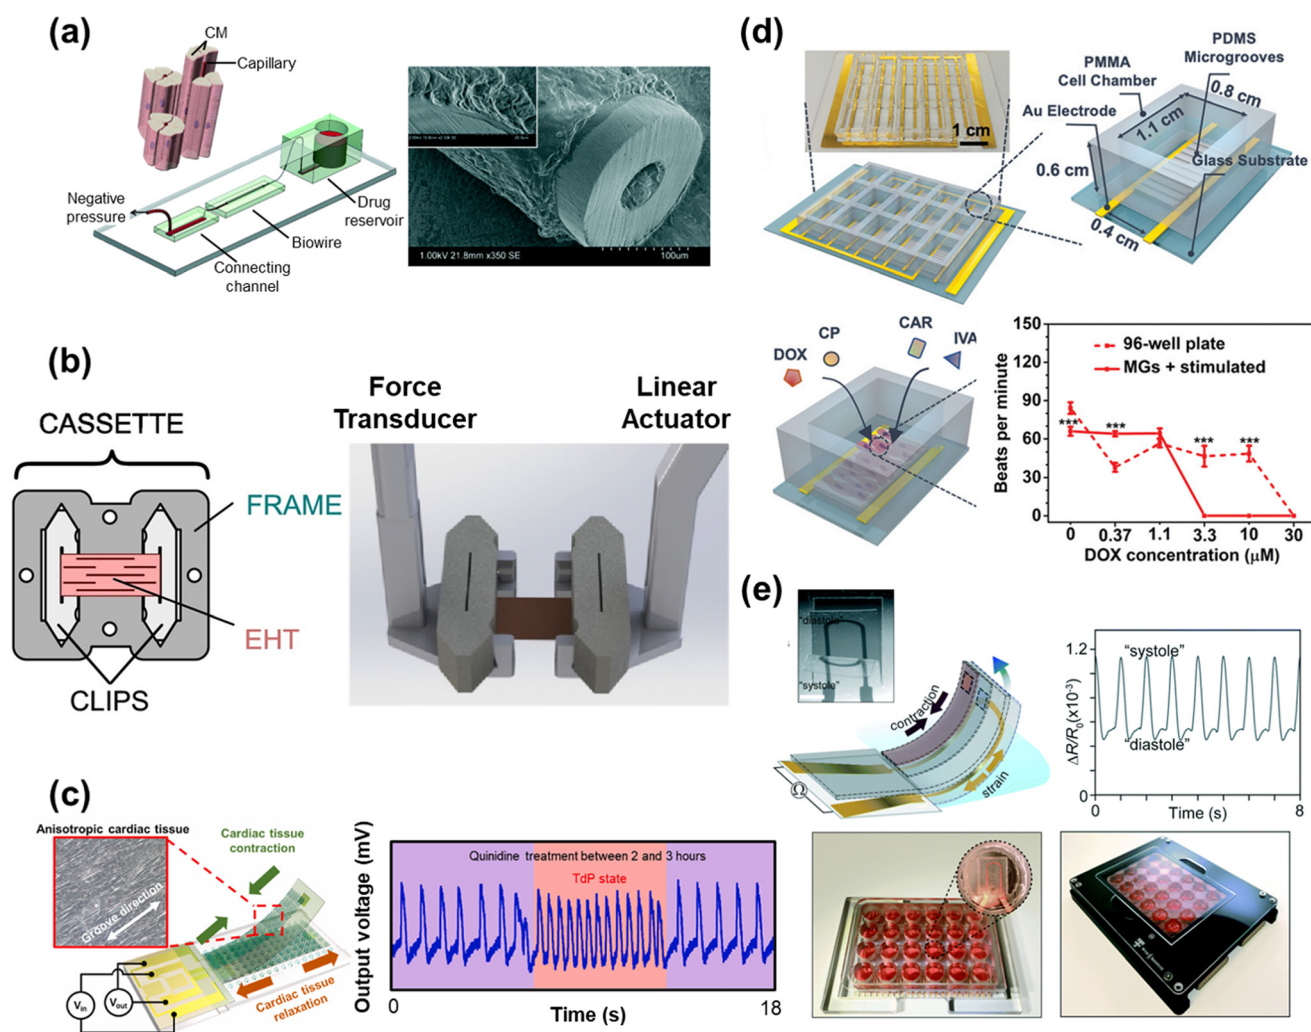 (a)
CM
Capillary
Negative
pressure
Drug
reservoir
Biowire
Connecting
channel
1.00kV 21.8mm x350 SE
100um
(b)
CASSETTE
FRAME
EHT
CLIPS
Force
Transducer
Linear
Actuator
(c)
Anisotropic cardiac tissue
Groove direction
Cardiac tissue
contraction
Cardiac tissue
relaxation
Vin
Vout
Output voltage (mV)
Quinidine treatment between 2 and 3 hours
TdP state
0
18
Time (s)
(d)
1 cm
PDMS
Microgrooves
PMMA
Cell Chamber
Au Electrode
0.8 cm
1.1 cm
0.6 cm
Glass Substrate
0.4 cm
DOX
CP
CAR
IVA
Beats per minute
150
120
90
60
30
0
96-well plate
MGs + stimulated
***
***
***
***
0
0.37
1.1
3.3
10
30
DOX concentration (μM)
(e)
"diastole"
"systole"
contraction
strain
Ω
ΔR/R0(x10-3)
1.2
0.6
0
"systole"
"diastole"
0
8
Time (s)